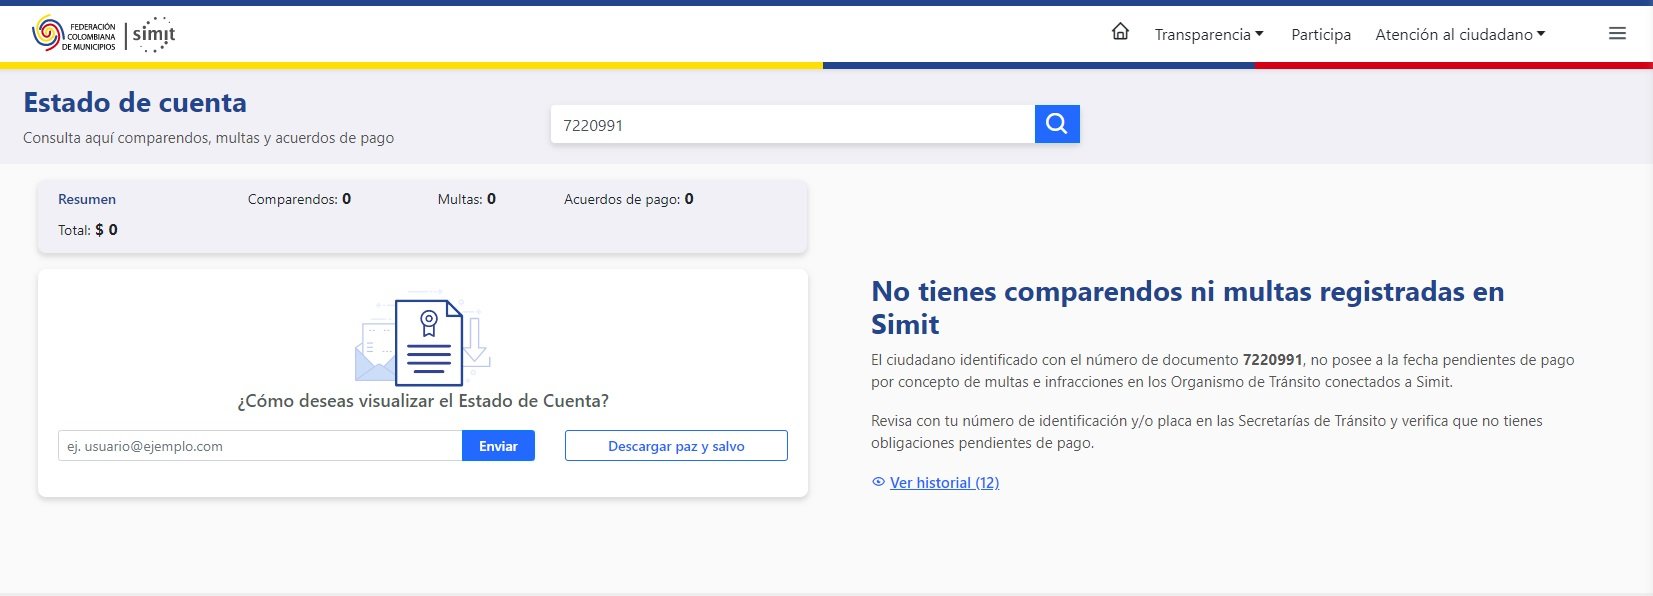 FEDERACIÓN
COLOMBIANA
DE MUNICIPIOS
simit
Transparencia
Participa
Atención al ciudadano
Estado de cuenta
Consulta aquí comparendos, multas y acuerdos de pago
7220991
Resumen
Comparendos: 0
Multas: 0
Acuerdos de pago: 0
Total: $ 0
¿Cómo deseas visualizar el Estado de Cuenta?
ej. usuario@ejemplo.com
Enviar
Descargar paz y salvo
No tienes comparendos ni multas registradas en
Simit
El ciudadano identificado con el número de documento 7220991, no posee a la fecha pendientes de pago
por concepto de multas e infracciones en los Organismo de Tránsito conectados a Simit.
Revisa con tu número de identificación y/o placa en las Secretarías de Tránsito y verifica que no tienes
obligaciones pendientes de pago.
Ver historial (12)